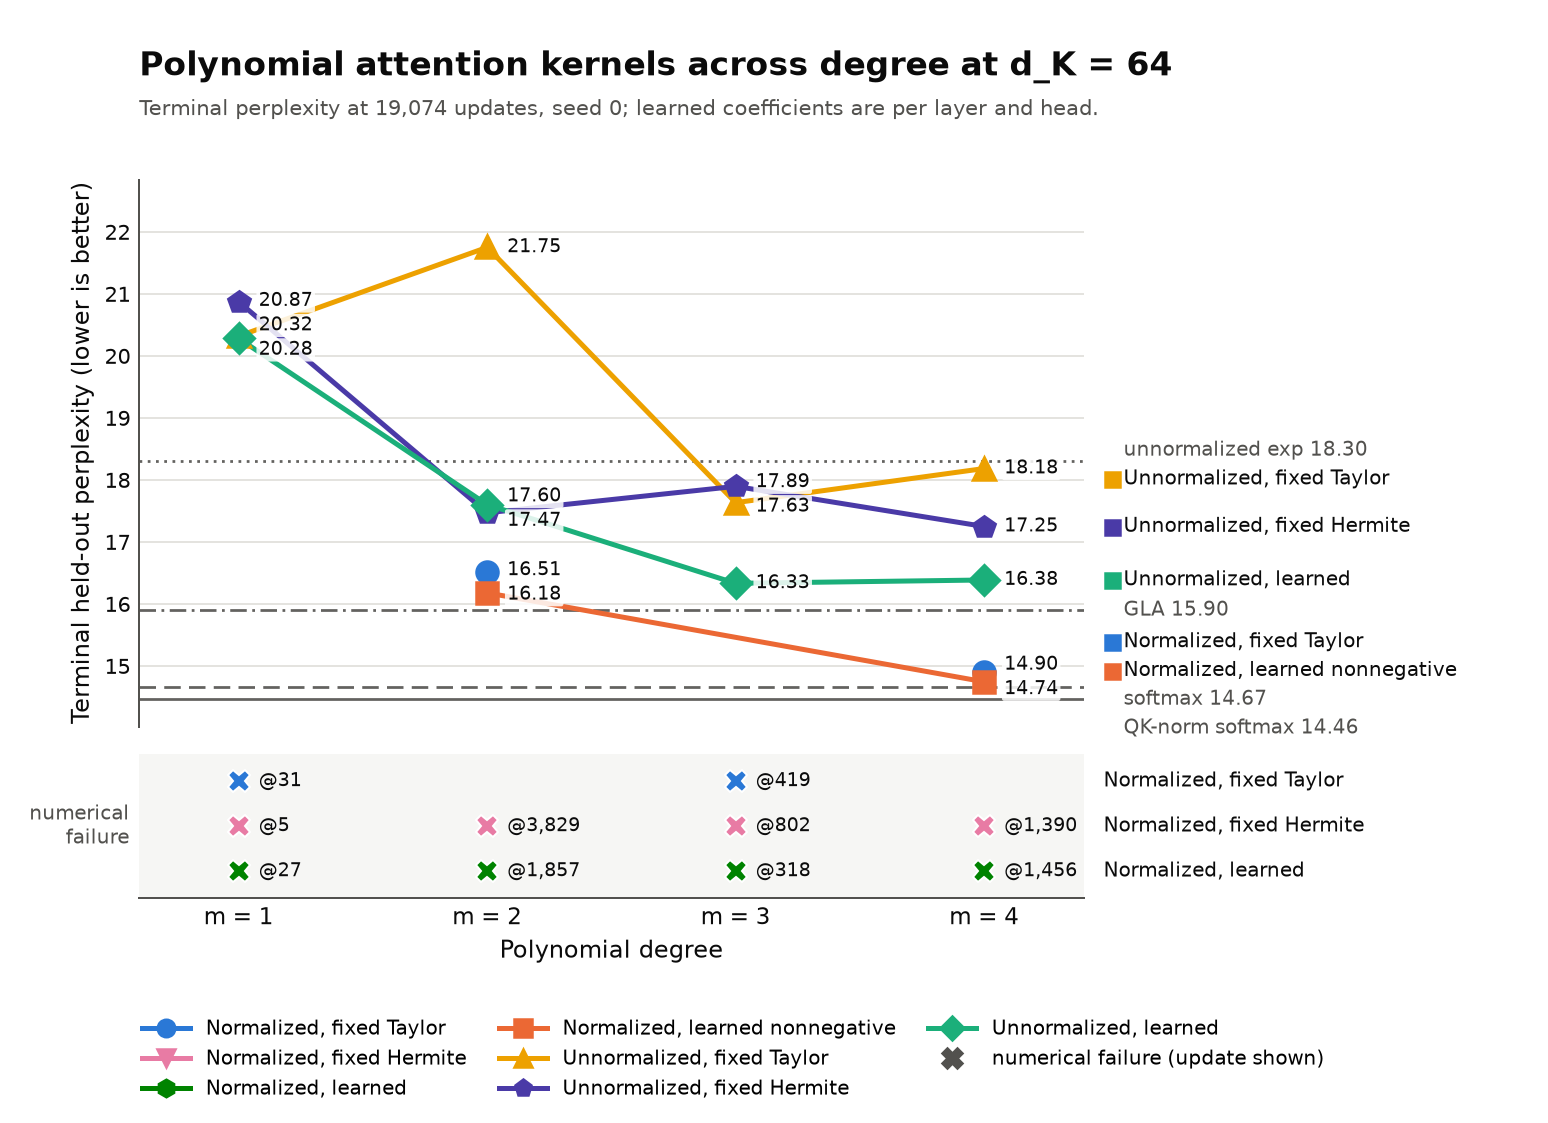 Polynomial attention kernels across degree at d_K = 64
Terminal perplexity at 19,074 updates, seed 0; learned coefficients are per layer and head.
Terminal held-out perplexity (lower is better)
22
21
20
19
18
17
16
15
20.87
20.32
20.28
21.75
17.60
17.47
16.51
16.18
17.89
17.63
16.33
18.18
17.25
16.38
14.90
14.74
unnormalized exp 18.30
Unnormalized, fixed Taylor
Unnormalized, fixed Hermite
Unnormalized, learned
GLA 15.90
Normalized, fixed Taylor
Normalized, learned nonnegative
softmax 14.67
QK-norm softmax 14.46
numerical
failure
@31
@419
Normalized, fixed Taylor
@5
@3,829
@802
@1,390
Normalized, fixed Hermite
@27
@1,857
@318
@1,456
Normalized, learned
m = 1
m = 2
m = 3
m = 4
Polynomial degree
Normalized, fixed Taylor
Normalized, fixed Hermite
Normalized, learned
Normalized, learned nonnegative
Unnormalized, fixed Taylor
Unnormalized, fixed Hermite
Unnormalized, learned
numerical failure (update shown)